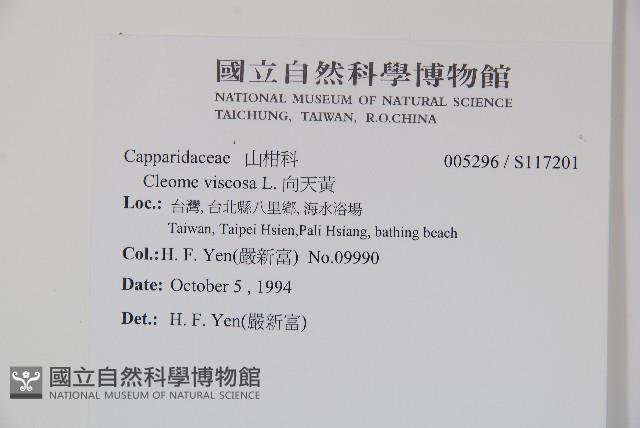 國立自然科學博物館
NATIONAL MUSEUM OF NATURAL SCIENCE
TAICHUNG, TAIWAN, R.O.CHINA
Capparidaceae 山柑科 005296 / S117201
Cleome viscosa L. 向天黃
Loc.: 台灣, 台北縣八里鄉, 海水浴場
Taiwan, Taipei Hsien,Pali Hsiang, bathing beach
Col.: H. F. Yen(嚴新富) No.09990
Date: October 5 , 1994
Det.: H. F. Yen(嚴新富)
國立自然科學博物館
NATIONAL MUSEUM OF NATURAL SCIENCE